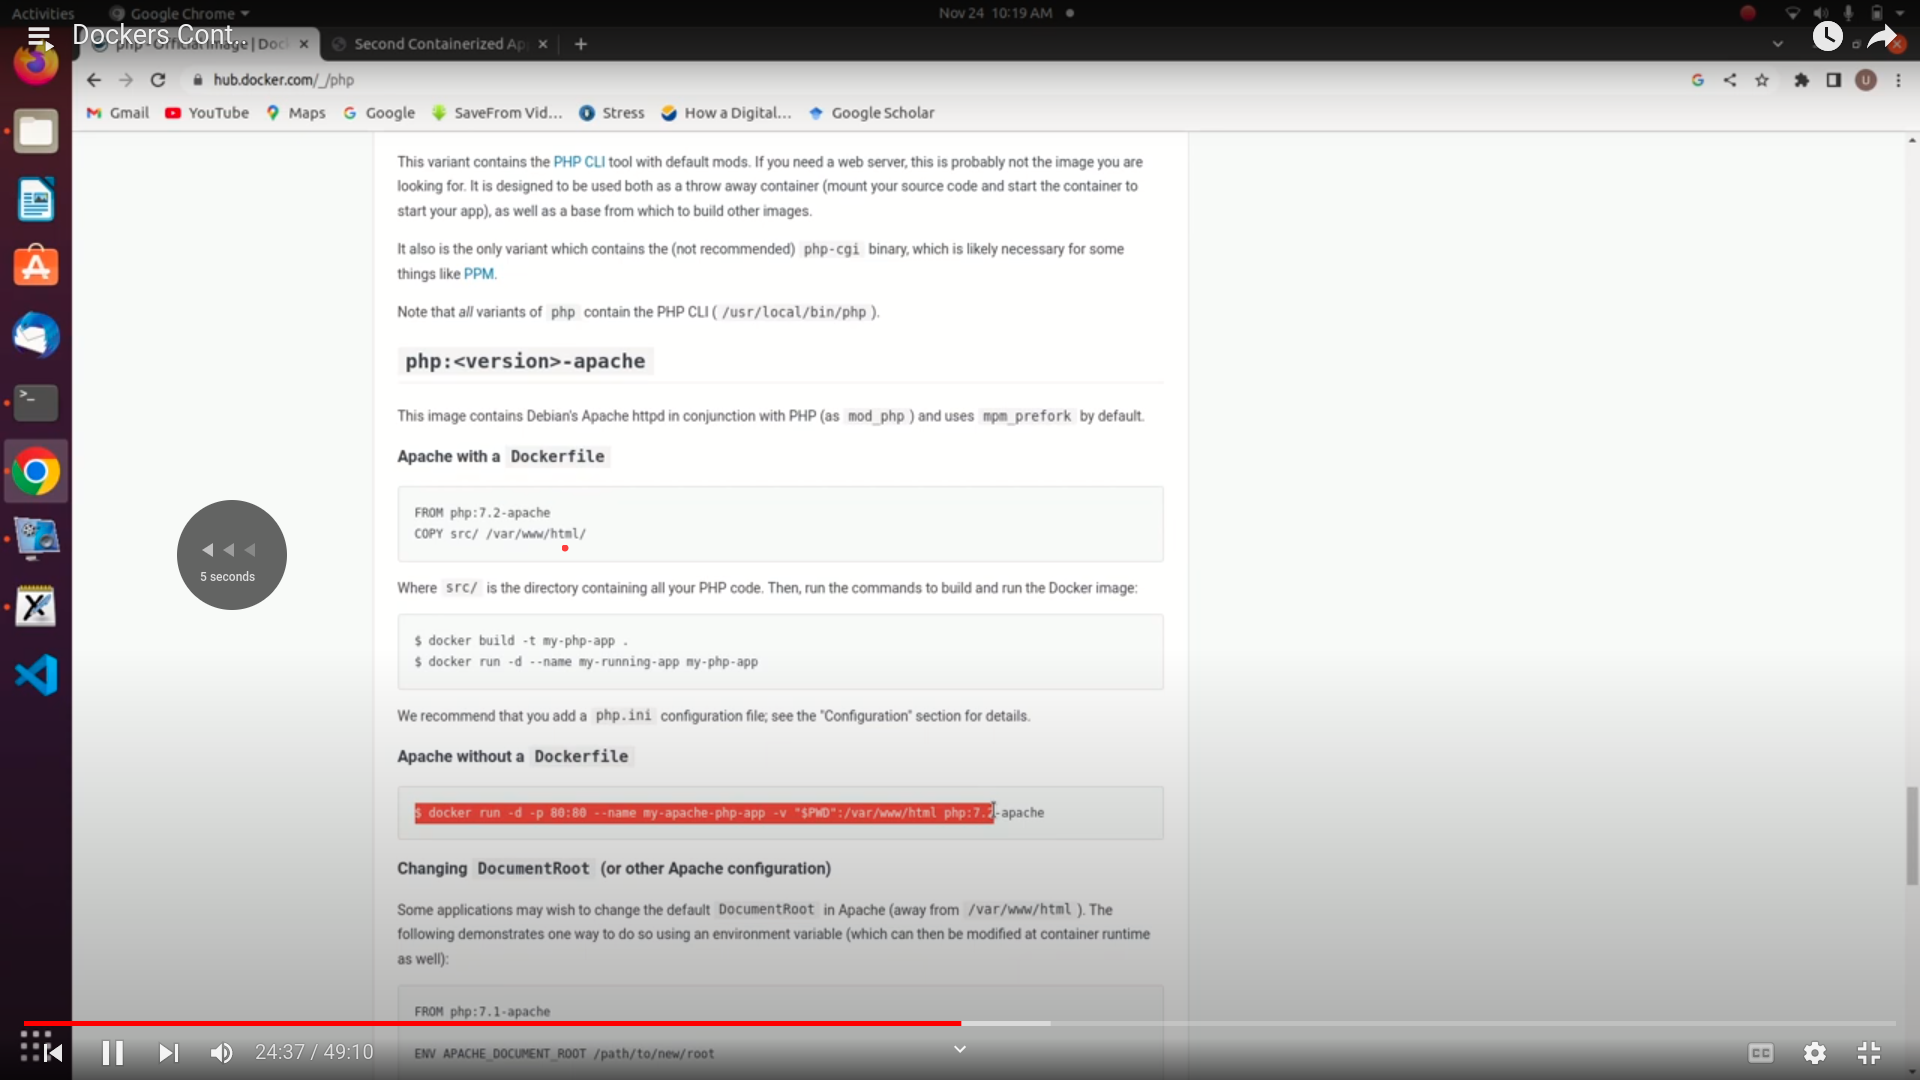 Activities
Google Chrome
Nov 24 10:19 AM
Dockers Cont...
php - Official Image | Doc
Second Containerized Ap
hub.docker.com/_/php
U
Gmail
YouTube
Maps
Google
SaveFrom Vid...
Stress
How a Digital...
Google Scholar
This variant contains the PHP CLI tool with default mods. If you need a web server, this is probably not the image you are
looking for. It is designed to be used both as a throw away container (mount your source code and start the container to
start your app), as well as a base from which to build other images.
It also is the only variant which contains the (not recommended) php-cgi binary, which is likely necessary for some
things like PPM.
Note that all variants of php contain the PHP CLI ( /usr/local/bin/php ).
php:<version>-apache
This image contains Debian's Apache httpd in conjunction with PHP (as mod_php ) and uses mpm_prefork by default.
Apache with a Dockerfile
FROM php:7.2-apache
COPY src/ /var/www/html/
5 seconds
Where src/ is the directory containing all your PHP code. Then, run the commands to build and run the Docker image:
$ docker build -t my-php-app .
$ docker run -d --name my-running-app my-php-app
We recommend that you add a php.ini configuration file; see the "Configuration" section for details.
Apache without a Dockerfile
$ docker run -d -p 80:80 --name my-apache-php-app -v "$PWD":/var/www/html php:7.2-apache
Changing DocumentRoot (or other Apache configuration)
Some applications may wish to change the default DocumentRoot in Apache (away from /var/www/html ). The
following demonstrates one way to do so using an environment variable (which can then be modified at container runtime
as well):
FROM php:7.1-apache
ENV APACHE_DOCUMENT_ROOT /path/to/new/root
24:37 / 49:10
CC